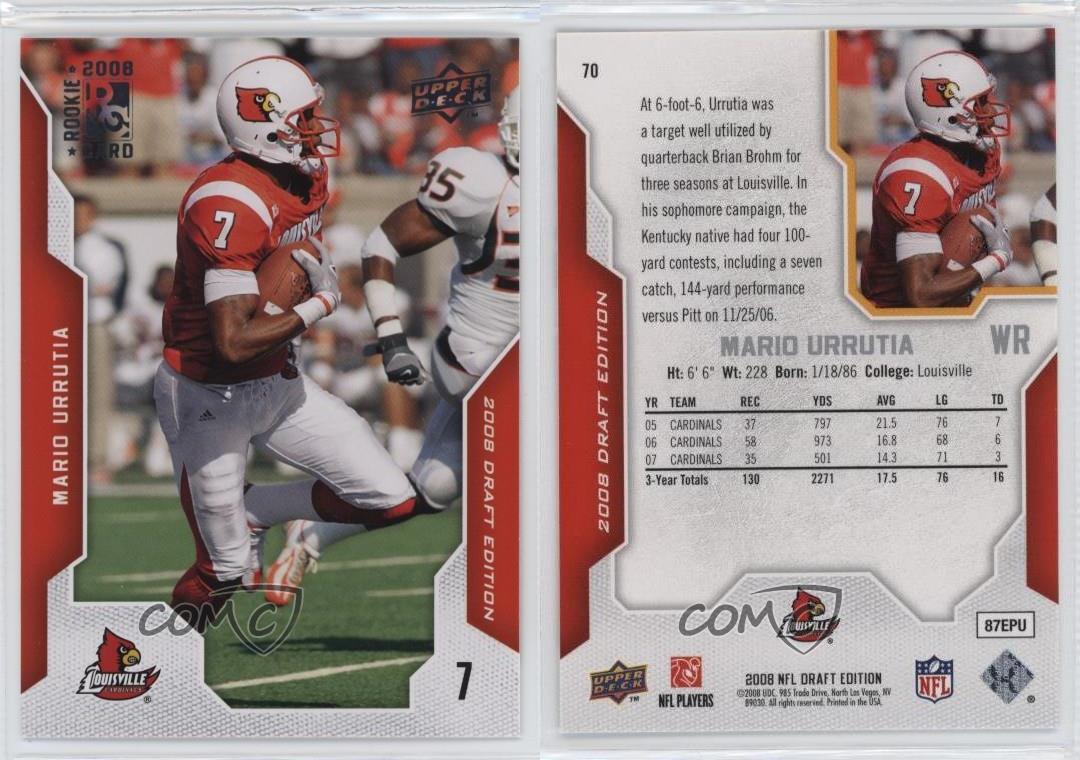 2008
ROOKIE
RC
CARD
UPPER
DECK
TM
7
LOUISVILLE
95
MARIO URRUTIA
2008 DRAFT EDITION
LOUISVILLE
CARDINALS
®
7
COMC
70
At 6-foot-6, Urrutia was
a target well utilized by
quarterback Brian Brohm for
three seasons at Louisville. In
his sophomore campaign, the
Kentucky native had four 100-
yard contests, including a seven
catch, 144-yard performance
versus Pitt on 11/25/06.
7
MARIO URRUTIA WR
Ht: 6' 6" Wt: 228 Born: 1/18/86 College: Louisville
YR TEAM REC YDS AVG LG TD
05 CARDINALS 37 797 21.5 76 7
06 CARDINALS 58 973 16.8 68 6
07 CARDINALS 35 501 14.3 71 3
3-Year Totals 130 2271 17.5 76 16
2008 DRAFT EDITION
COMC
LOUISVILLE
87EPU
UPPER
DECK
TM
NFL PLAYERS
2008 NFL DRAFT EDITION
©2008 UDC. 985 Trade Drive, North Las Vegas, NV
89030. All rights reserved. Printed in the USA.
NFL
®